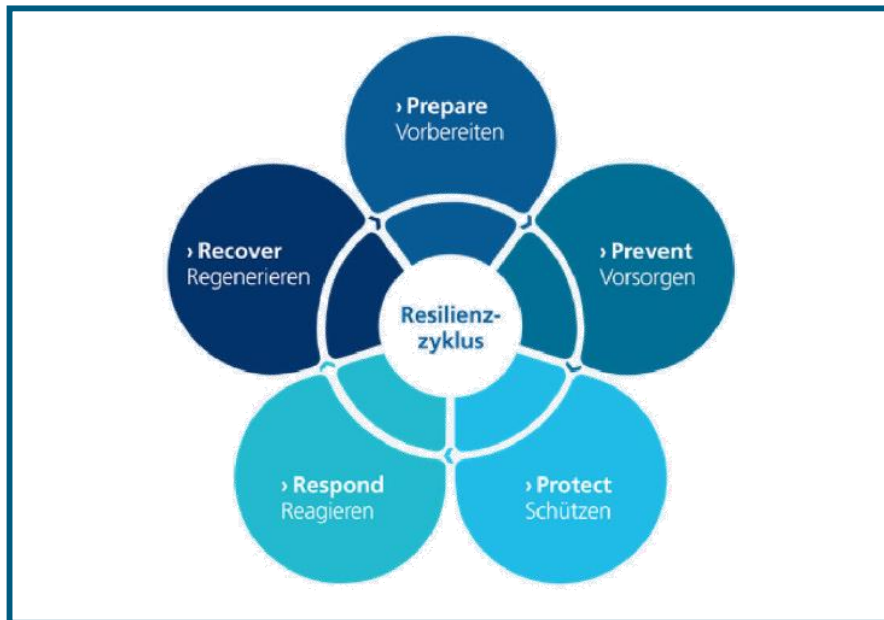 › Prepare
Vorbereiten
› Prevent
Vorsorgen
› Protect
Schützen
› Respond
Reagieren
› Recover
Regenerieren
Resilienz-
zyklus